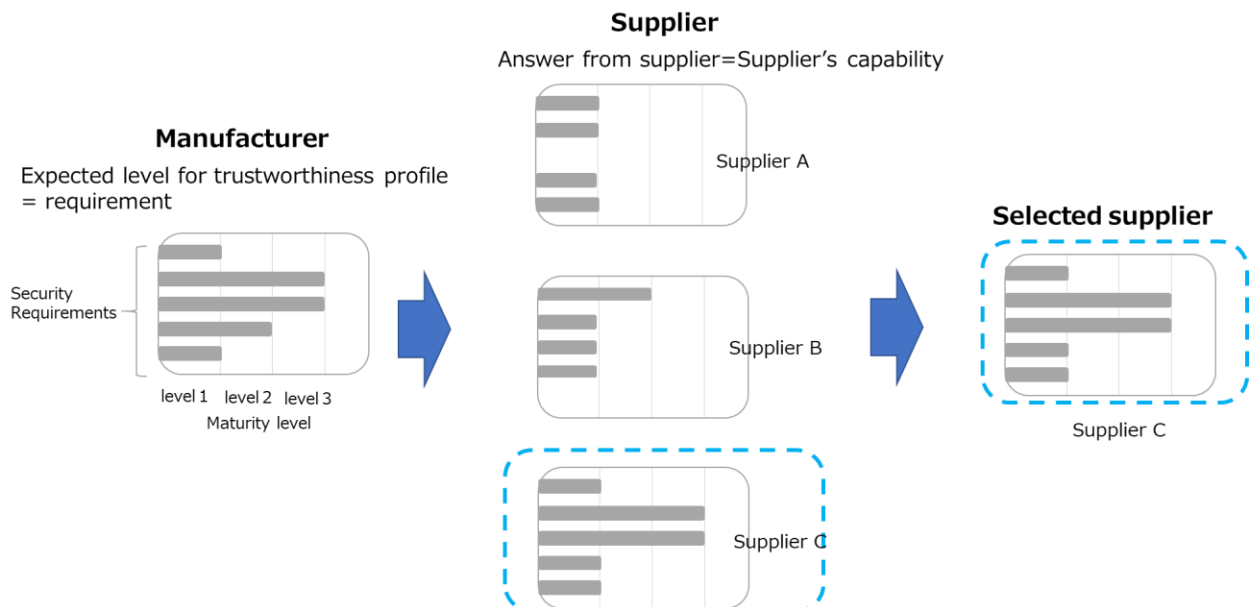 Supplier
Answer from supplier=Supplier's capability
Manufacturer
Expected level for trustworthiness profile
= requirement
Security
Requirements
level 1 level 2 level 3
Maturity level
Supplier A
Supplier B
Supplier C
Selected supplier
Supplier C